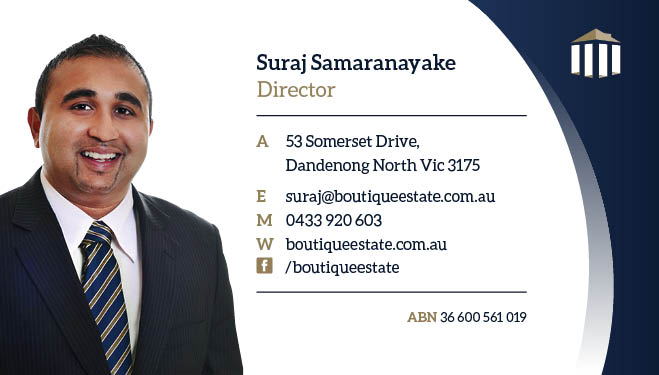 Suraj Samaranayake
Director
A 53 Somerset Drive,
Dandenong North Vic 3175
E suraj@boutiqueestate.com.au
M 0433 920 603
W boutiqueestate.com.au
f /boutiqueestate
ABN 36 600 561 019